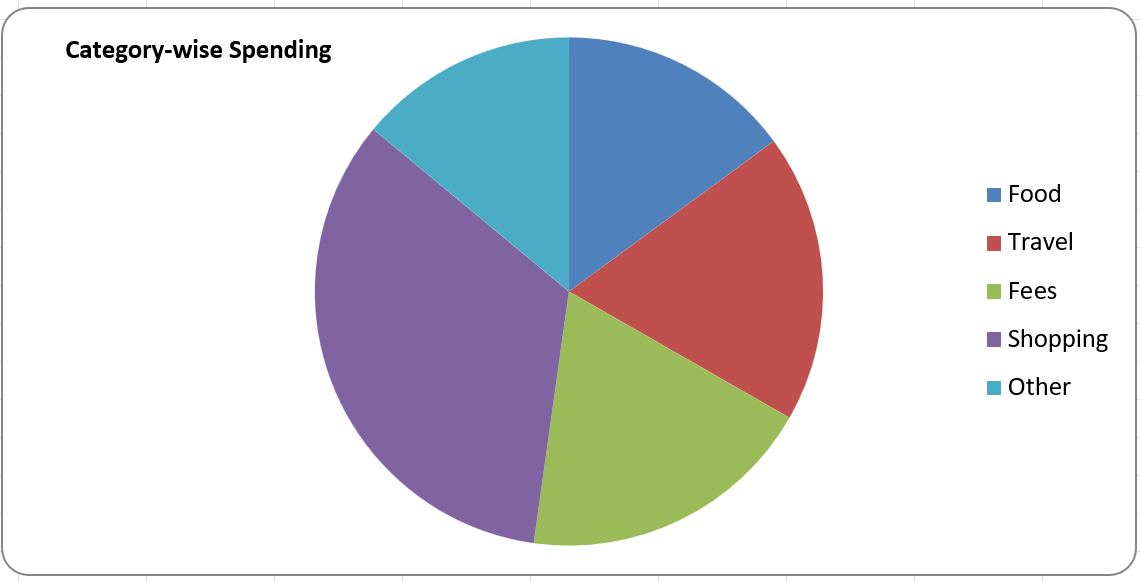 Category-wise Spending
Food
Travel
Fees
Shopping
Other